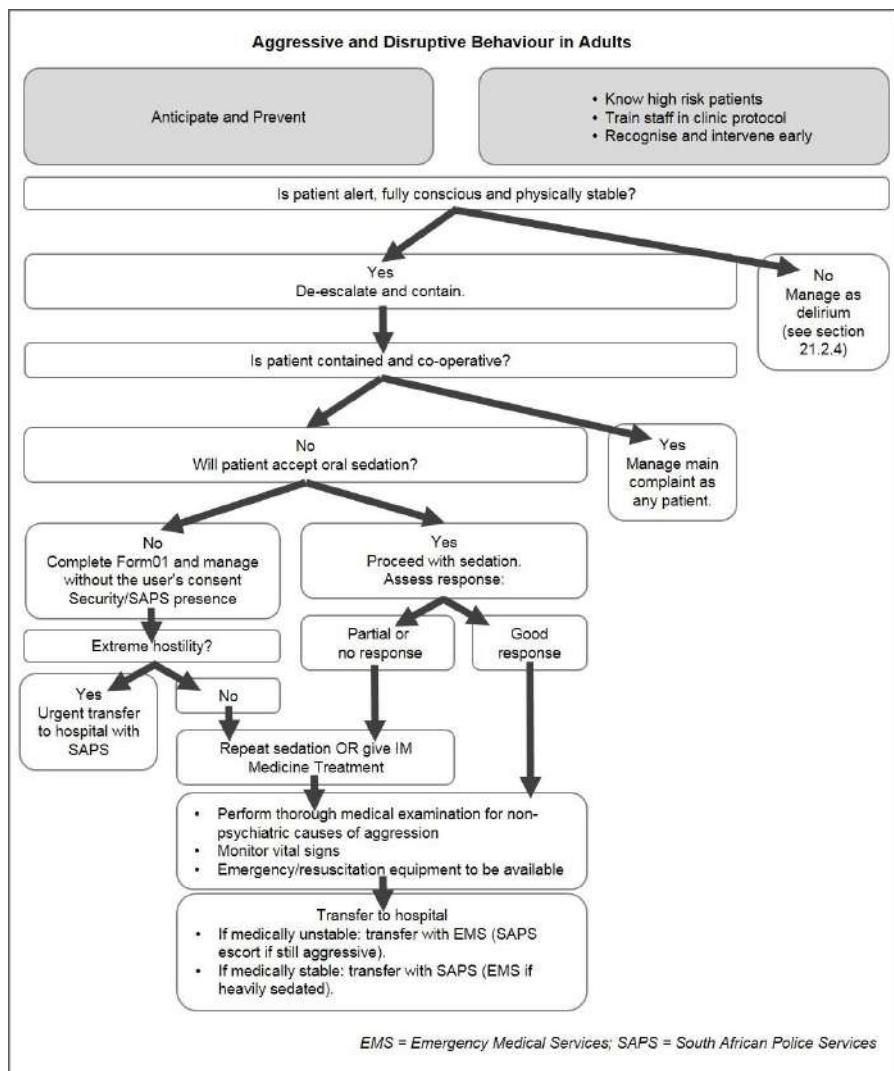 Aggressive and Disruptive Behaviour in Adults
Anticipate and Prevent
• Know high risk patients
• Train staff in clinic protocol
• Recognise and intervene early
Is patient alert, fully conscious and physically stable?
Yes
De-escalate and contain.
No
Manage as
delirium
(see section
21.2.4)
Is patient contained and co-operative?
No
Will patient accept oral sedation?
Yes
Manage main
complaint as
any patient.
No
Complete Form01 and manage
without the user's consent
Security/SAPS presence
Yes
Proceed with sedation.
Assess response:
Extreme hostility?
Partial or
no response
Good
response
Yes
Urgent transfer
to hospital with
SAPS
No
Repeat sedation OR give IM
Medicine Treatment
• Perform thorough medical examination for non-
psychiatric causes of aggression
• Monitor vital signs
• Emergency/resuscitation equipment to be available
Transfer to hospital
• If medically unstable: transfer with EMS (SAPS
escort if still aggressive).
• If medically stable: transfer with SAPS (EMS if
heavily sedated).
EMS = Emergency Medical Services; SAPS = South African Police Services